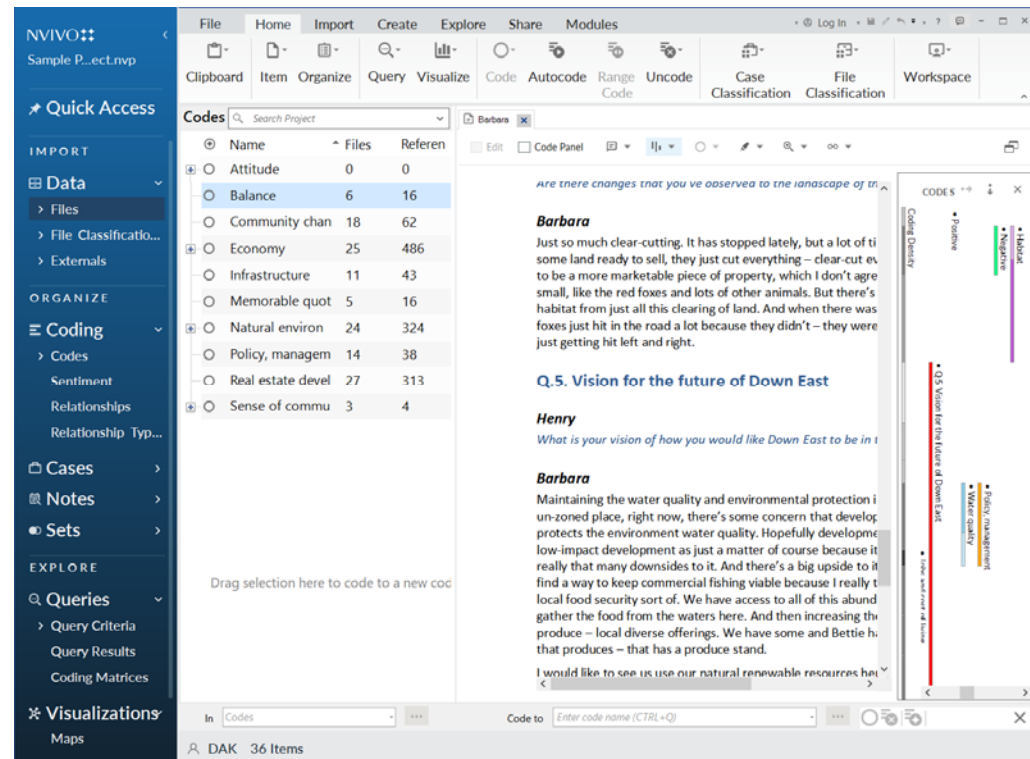 NVIVO
Sample P...ect.nvp
Quick Access
IMPORT
Data
Files
File Classificatio...
Externals
ORGANIZE
Coding
Codes
Sentiment
Relationships
Relationship Typ...
Cases
Notes
Sets
EXPLORE
Queries
Query Criteria
Query Results
Coding Matrices
Visualizations
Maps
File Home Import Create Explore Share Modules Log In
Clipboard Item Organize Query Visualize Code Autocode Range Code Uncode Case Classification File Classification Workspace
Codes Search Project
Name Files Referen
Attitude 0 0
Balance 6 16
Community chan 18 62
Economy 25 486
Infrastructure 11 43
Memorable quot 5 16
Natural environ 24 324
Policy, managem 14 38
Real estate devel 27 313
Sense of commu 3 4
Drag selection here to code to a new cod
Barbara
Edit Code Panel
Are there changes that you've observed to the landscape of th
Barbara
Just so much clear-cutting. It has stopped lately, but a lot of ti
some land ready to sell, they just cut everything – clear-cut ev
to be a more marketable piece of property, which I don't agre
small, like the red foxes and lots of other animals. But there's
habitat from just all this clearing of land. And when there was
foxes just hit in the road a lot because they didn't – they were
just getting hit left and right.
Q.5. Vision for the future of Down East
Henry
What is your vision of how you would like Down East to be in t
Barbara
Maintaining the water quality and environmental protection i
un-zoned place, right now, there's some concern that develop
protects the environment water quality. Hopefully developme
low-impact development as just a matter of course because it
really that many downsides to it. And there's a big upside to it
find a way to keep commercial fishing viable because I really t
local food security sort of. We have access to all of this abund
gather the food from the waters here. And then increasing the
produce – local diverse offerings. We have some and Bettie ha
that produces – that has a produce stand.
I would like to see us use our natural renewable resources her
CODES
Coding Density
Positive
Negative
Habitat
Q5 Vision for the future of Down East
Water quality
Policy, management
In Codes
Code to Enter code name (CTRL+Q)
DAK 36 Items